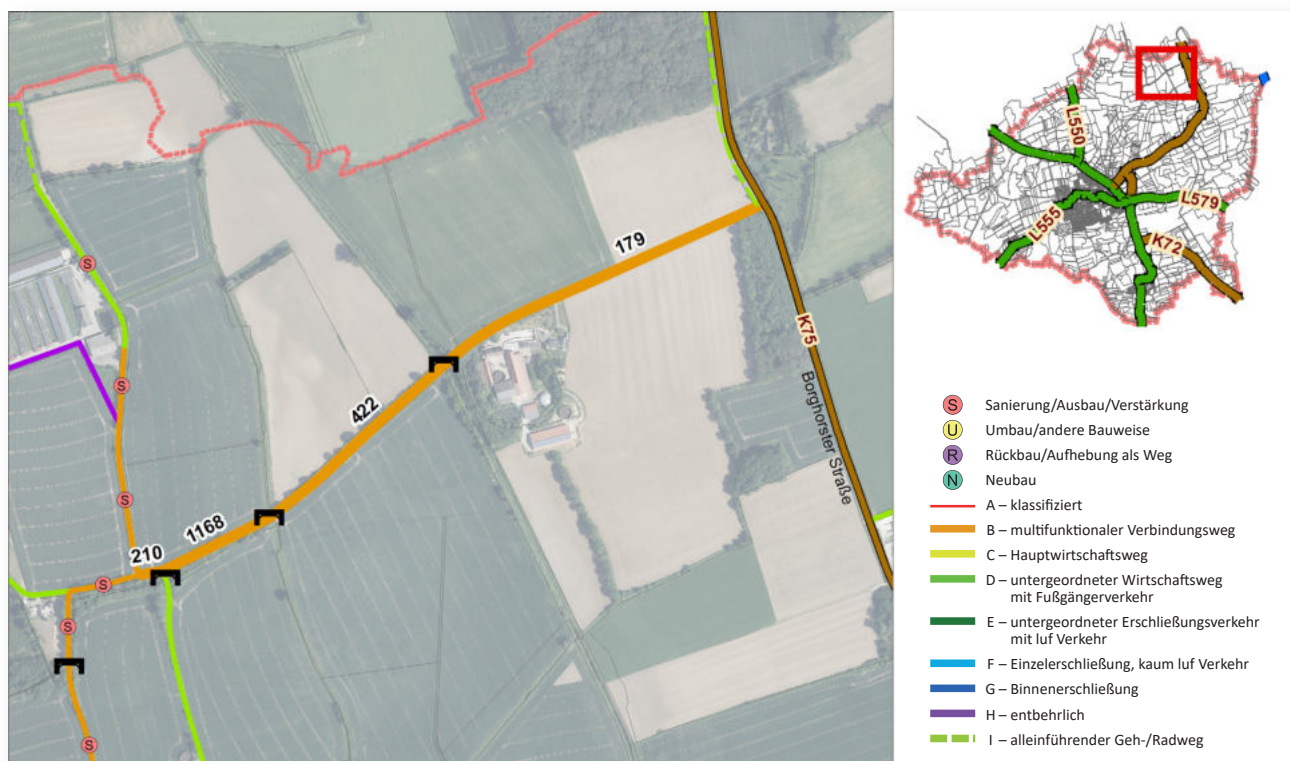 179
422
1168
210
K75
Borghorster Straße
S
S
S
S
S
S
L550
L579
L555
K72
S Sanierung/Ausbau/Verstärkung
U Umbau/andere Bauweise
R Rückbau/Aufhebung als Weg
N Neubau
A – klassifiziert
B – multifunktionaler Verbindungsweg
C – Hauptwirtschaftsweg
D – untergeordneter Wirtschaftsweg
mit Fußgängerverkehr
E – untergeordneter Erschließungsverkehr
mit luf Verkehr
F – Einzelerschließung, kaum luf Verkehr
G – Binnenerschließung
H – entbehrlich
I – alleinführender Geh-/Radweg